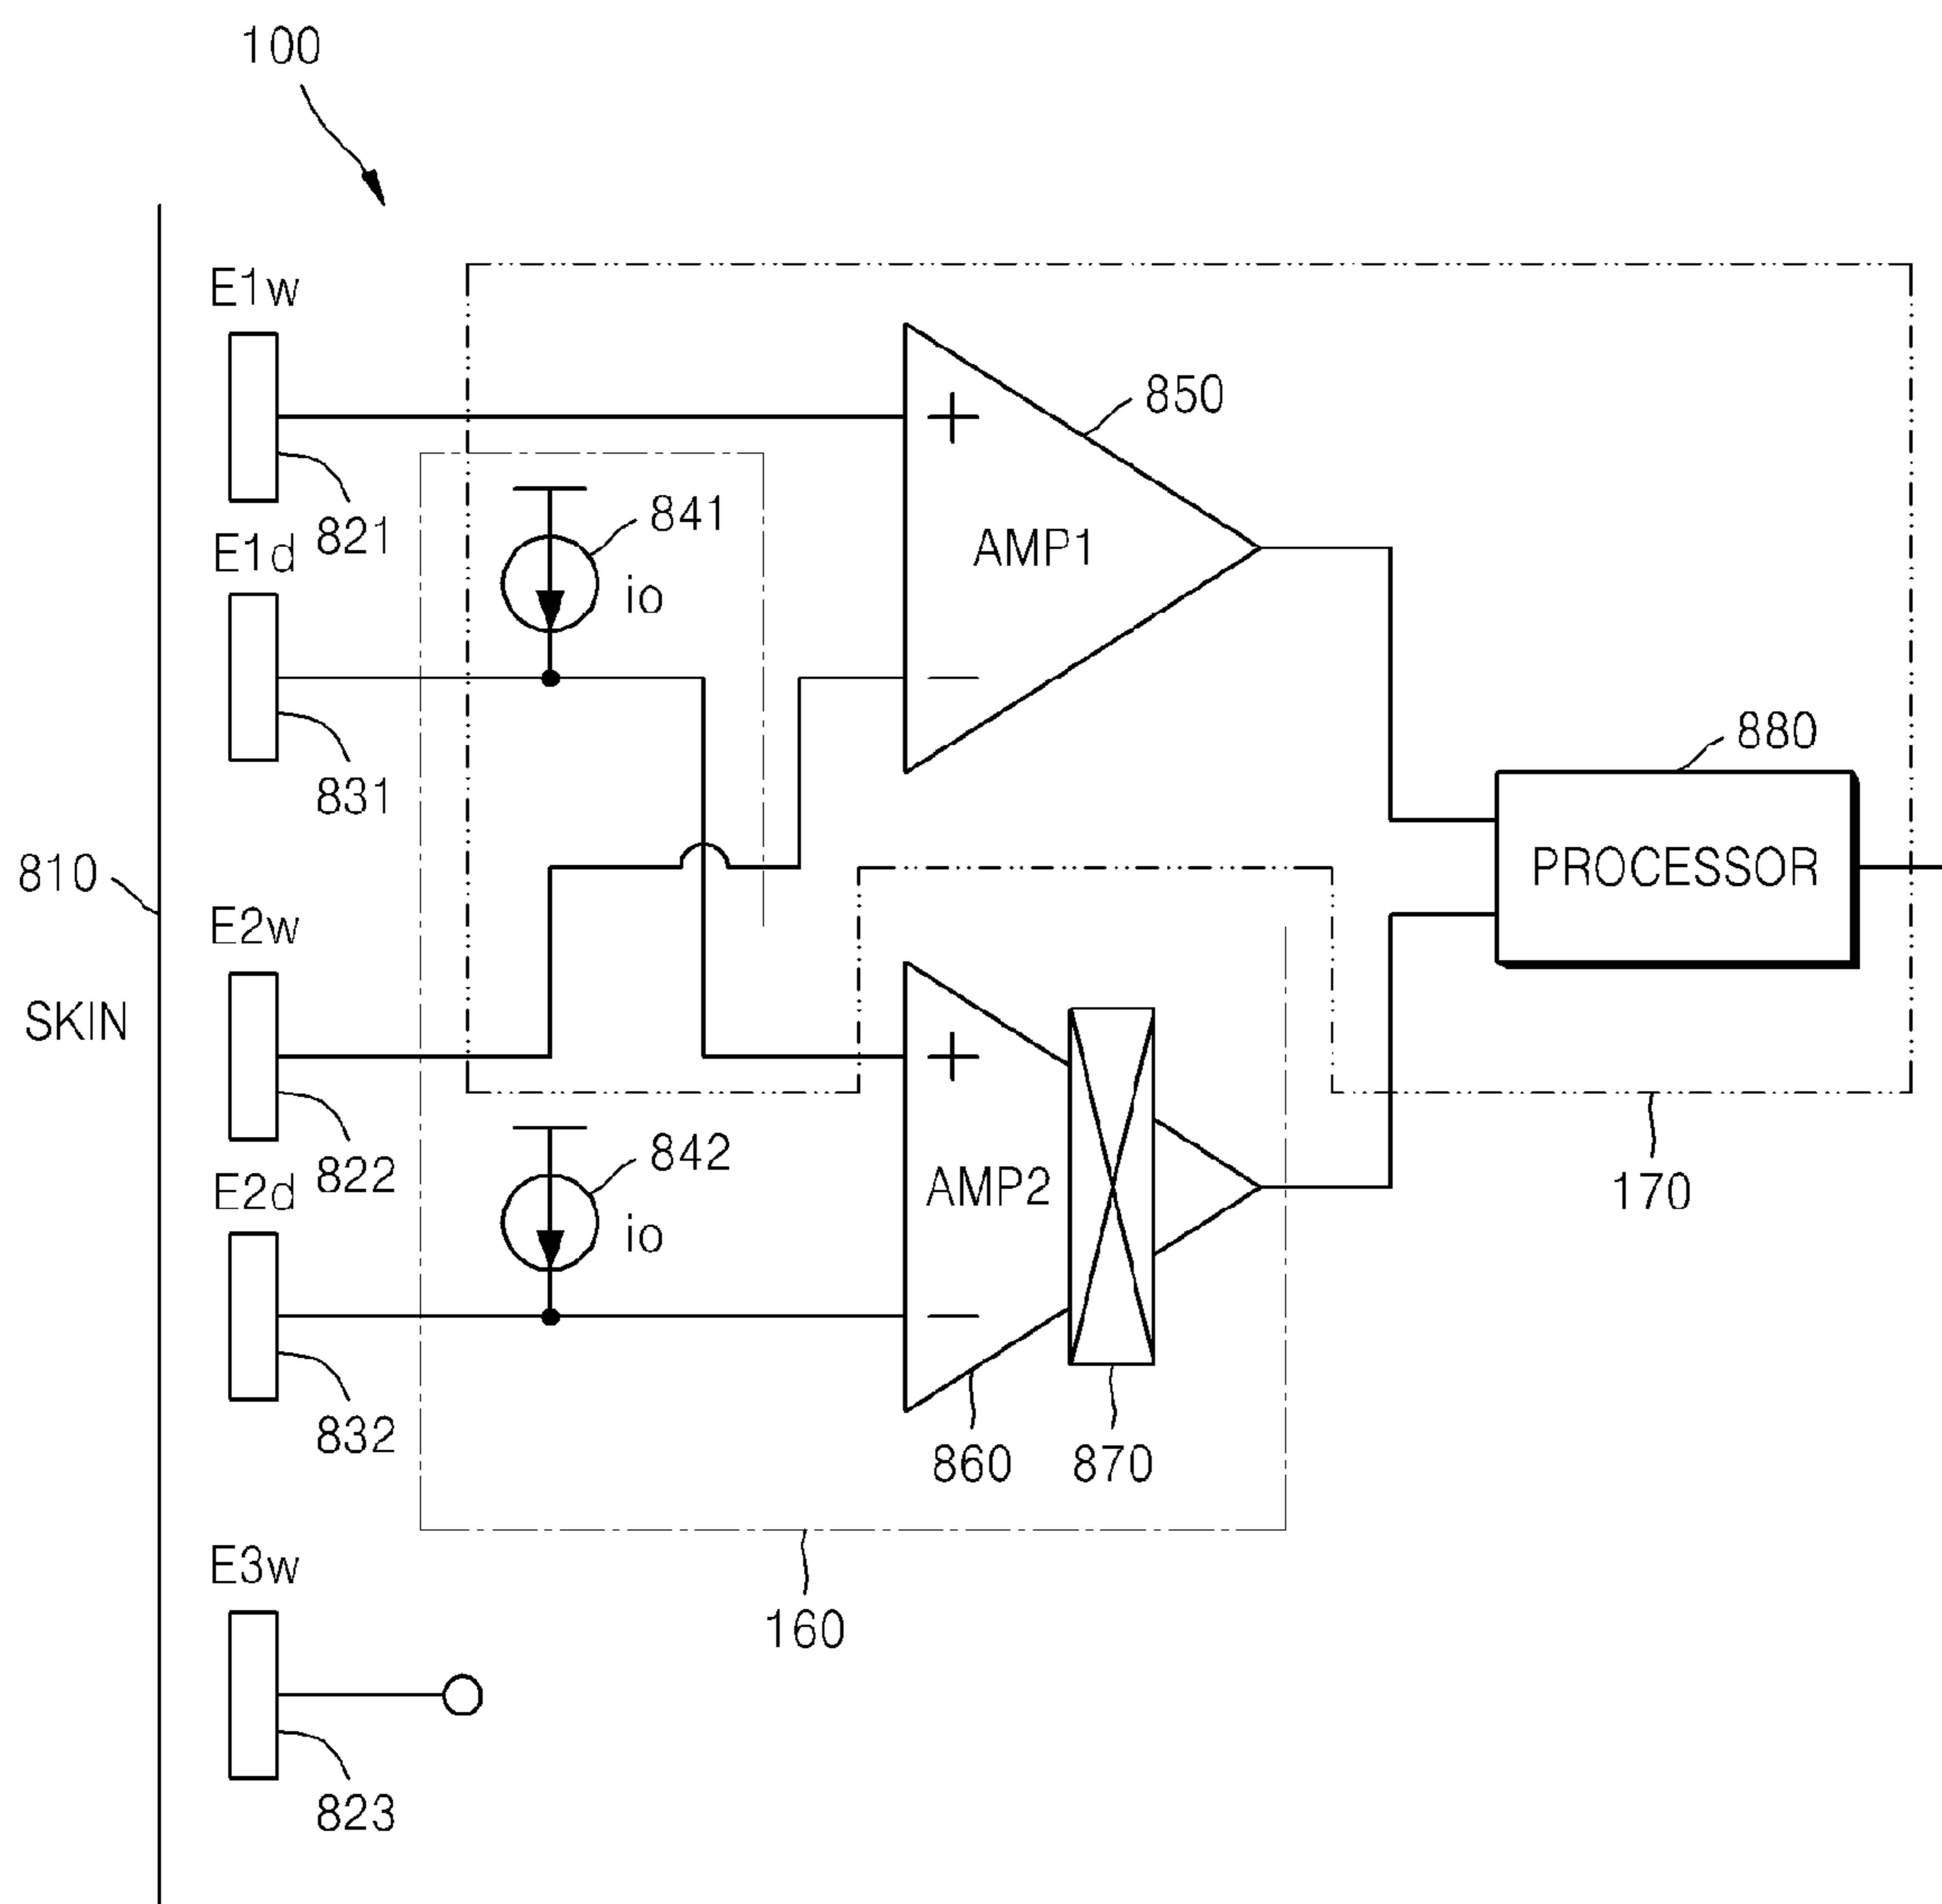 100
E1w
821
E1d
831
841
io
850
AMP1
+
−
880
PROCESSOR
810
SKIN
E2w
822
E2d
832
842
io
AMP2
+
−
860
870
170
160
E3w
823